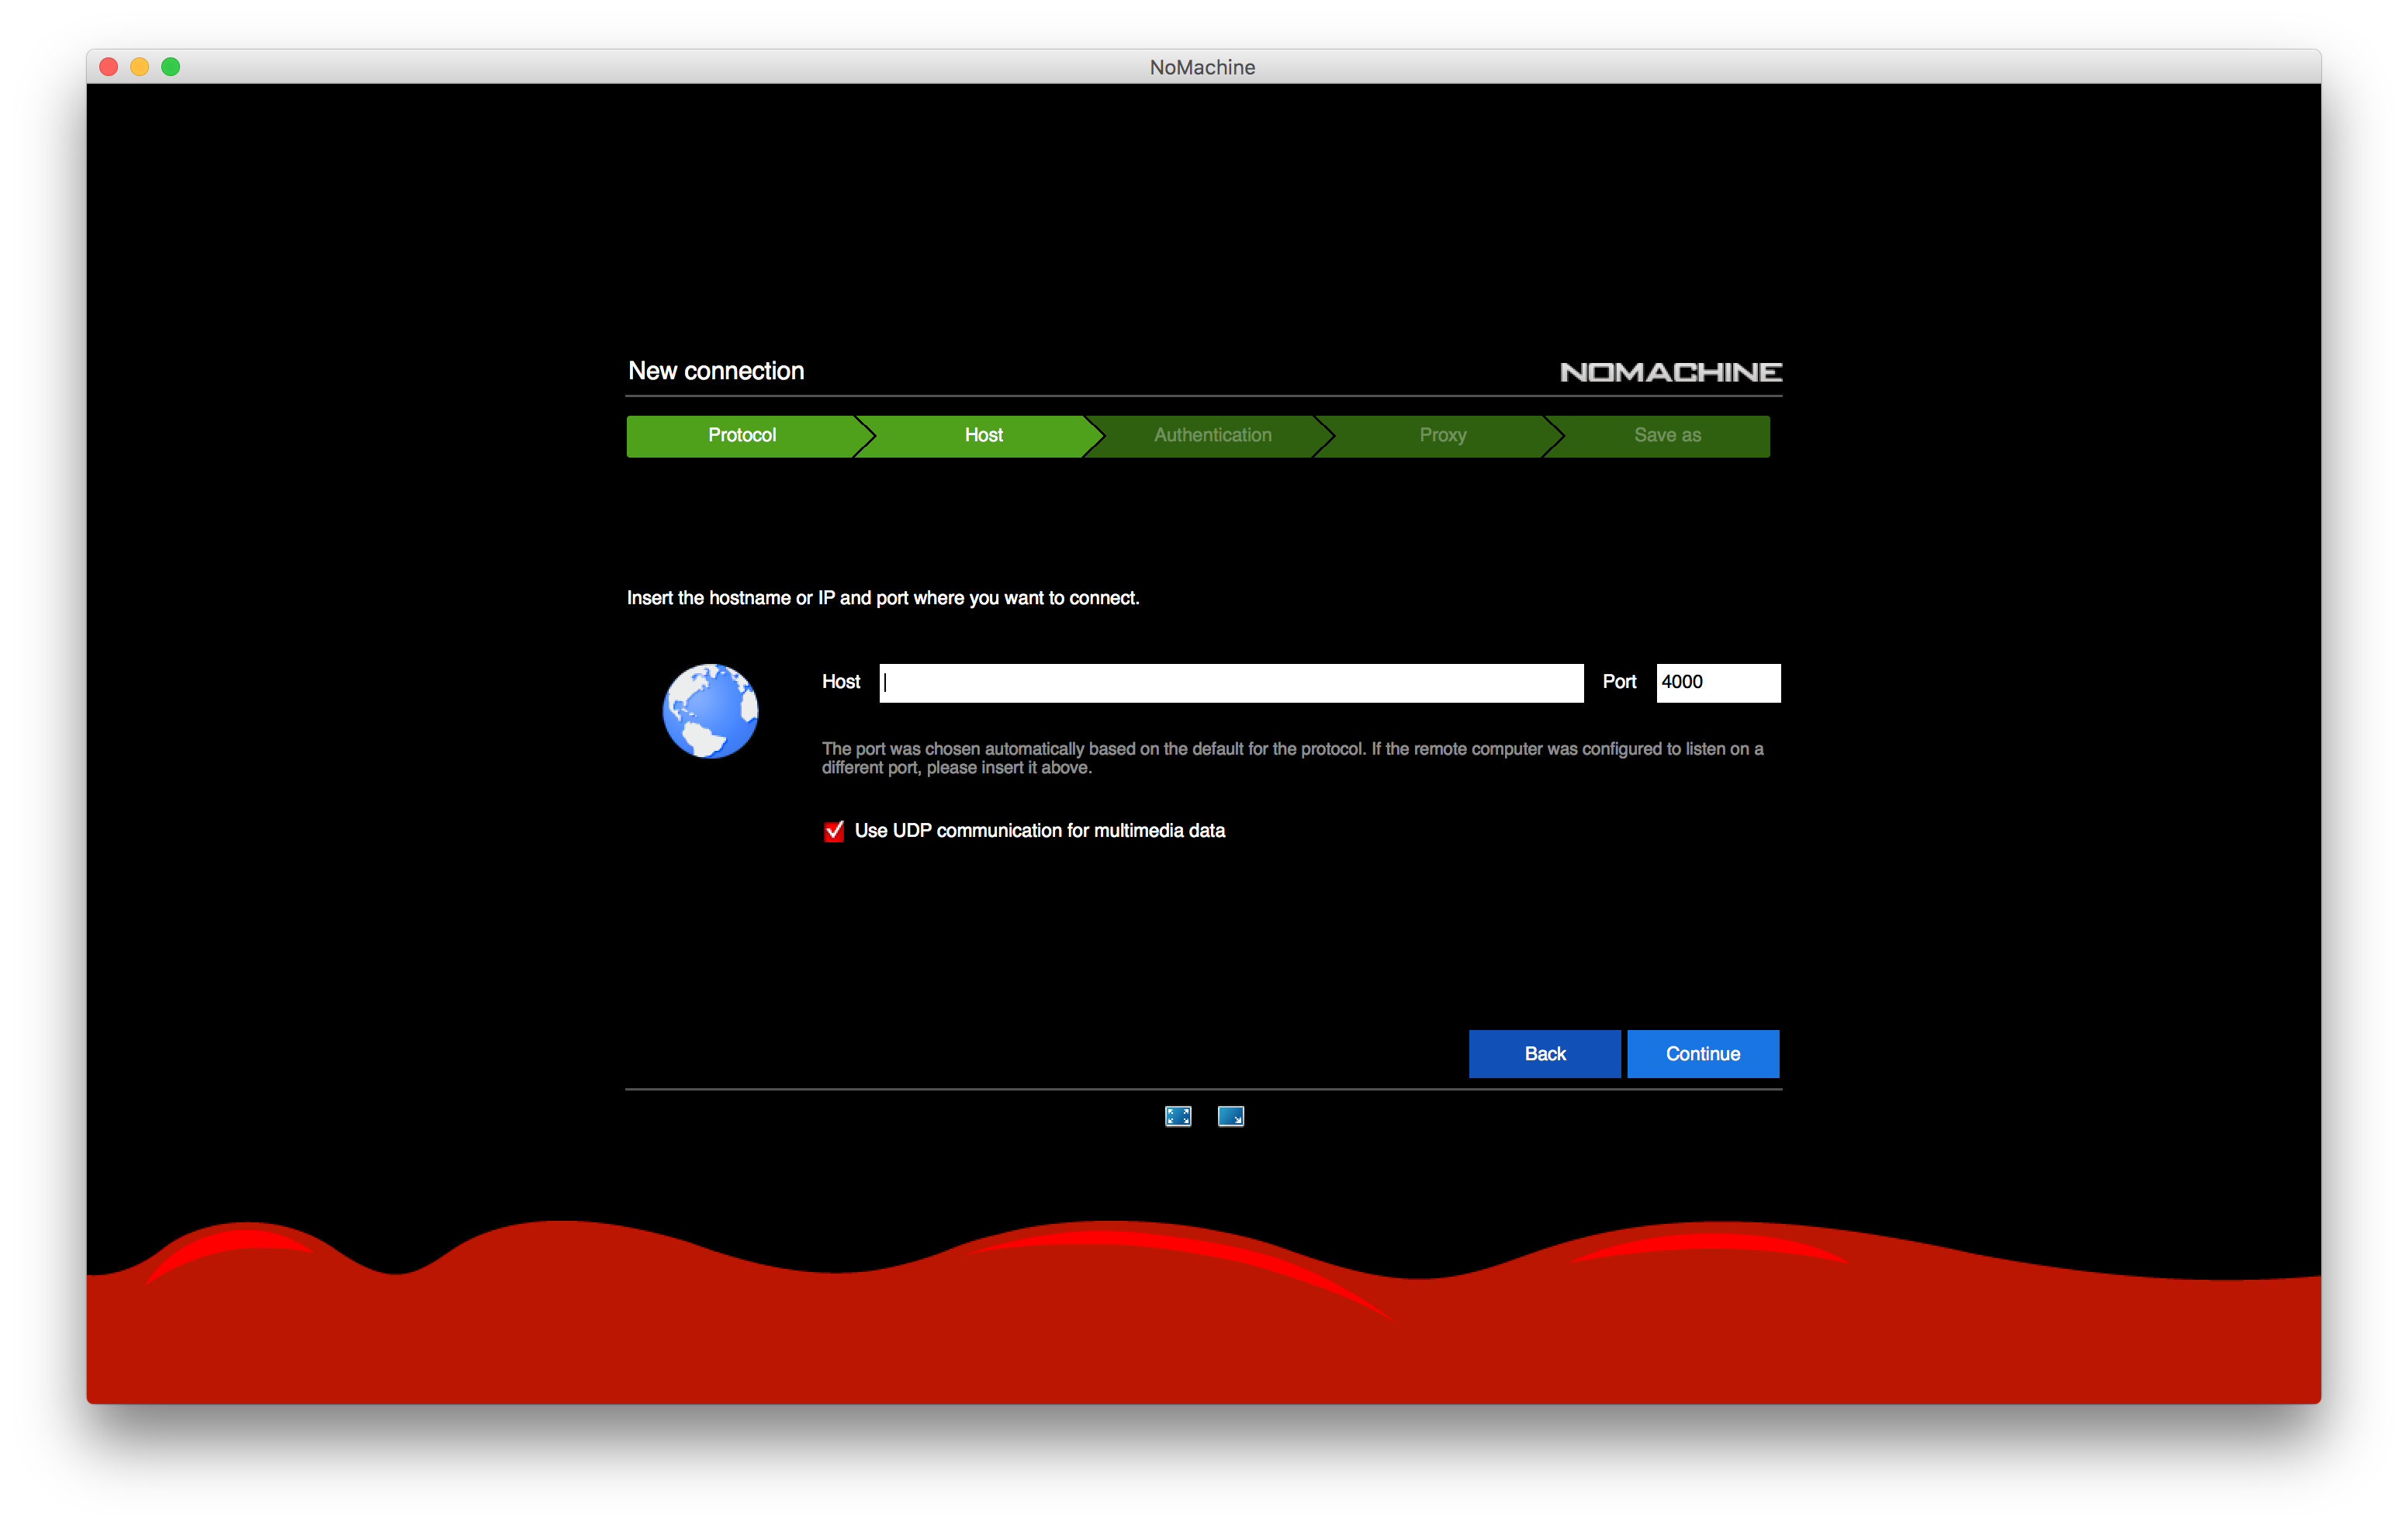 NoMachine
New connection
NOMACHINE
Protocol
Host
Authentication
Proxy
Save as
Insert the hostname or IP and port where you want to connect.
Host
Port
4000
The port was chosen automatically based on the default for the protocol. If the remote computer was configured to listen on a
different port, please insert it above.
Use UDP communication for multimedia data
Back
Continue